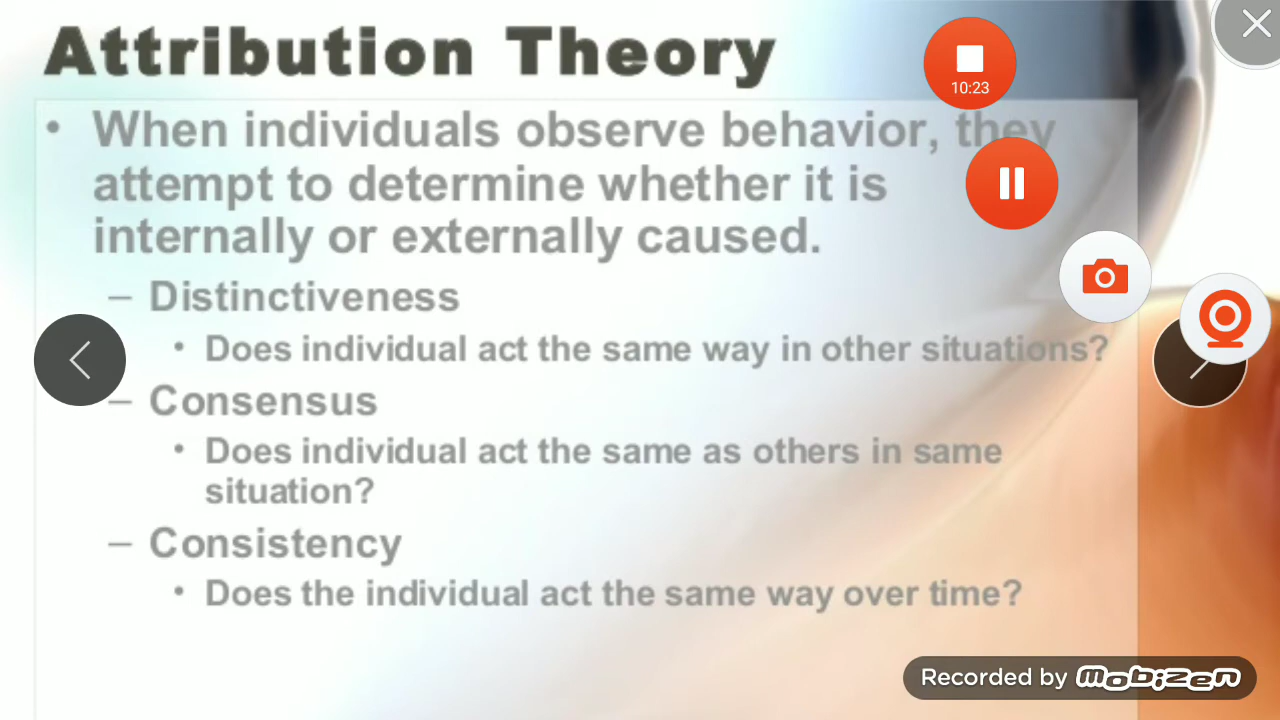 Attribution Theory
10:23
• When individuals observe behavior, they
attempt to determine whether it is
internally or externally caused.
– Distinctiveness
• Does individual act the same way in other situations?
– Consensus
• Does individual act the same as others in same
situation?
– Consistency
• Does the individual act the same way over time?
Recorded by mobizen